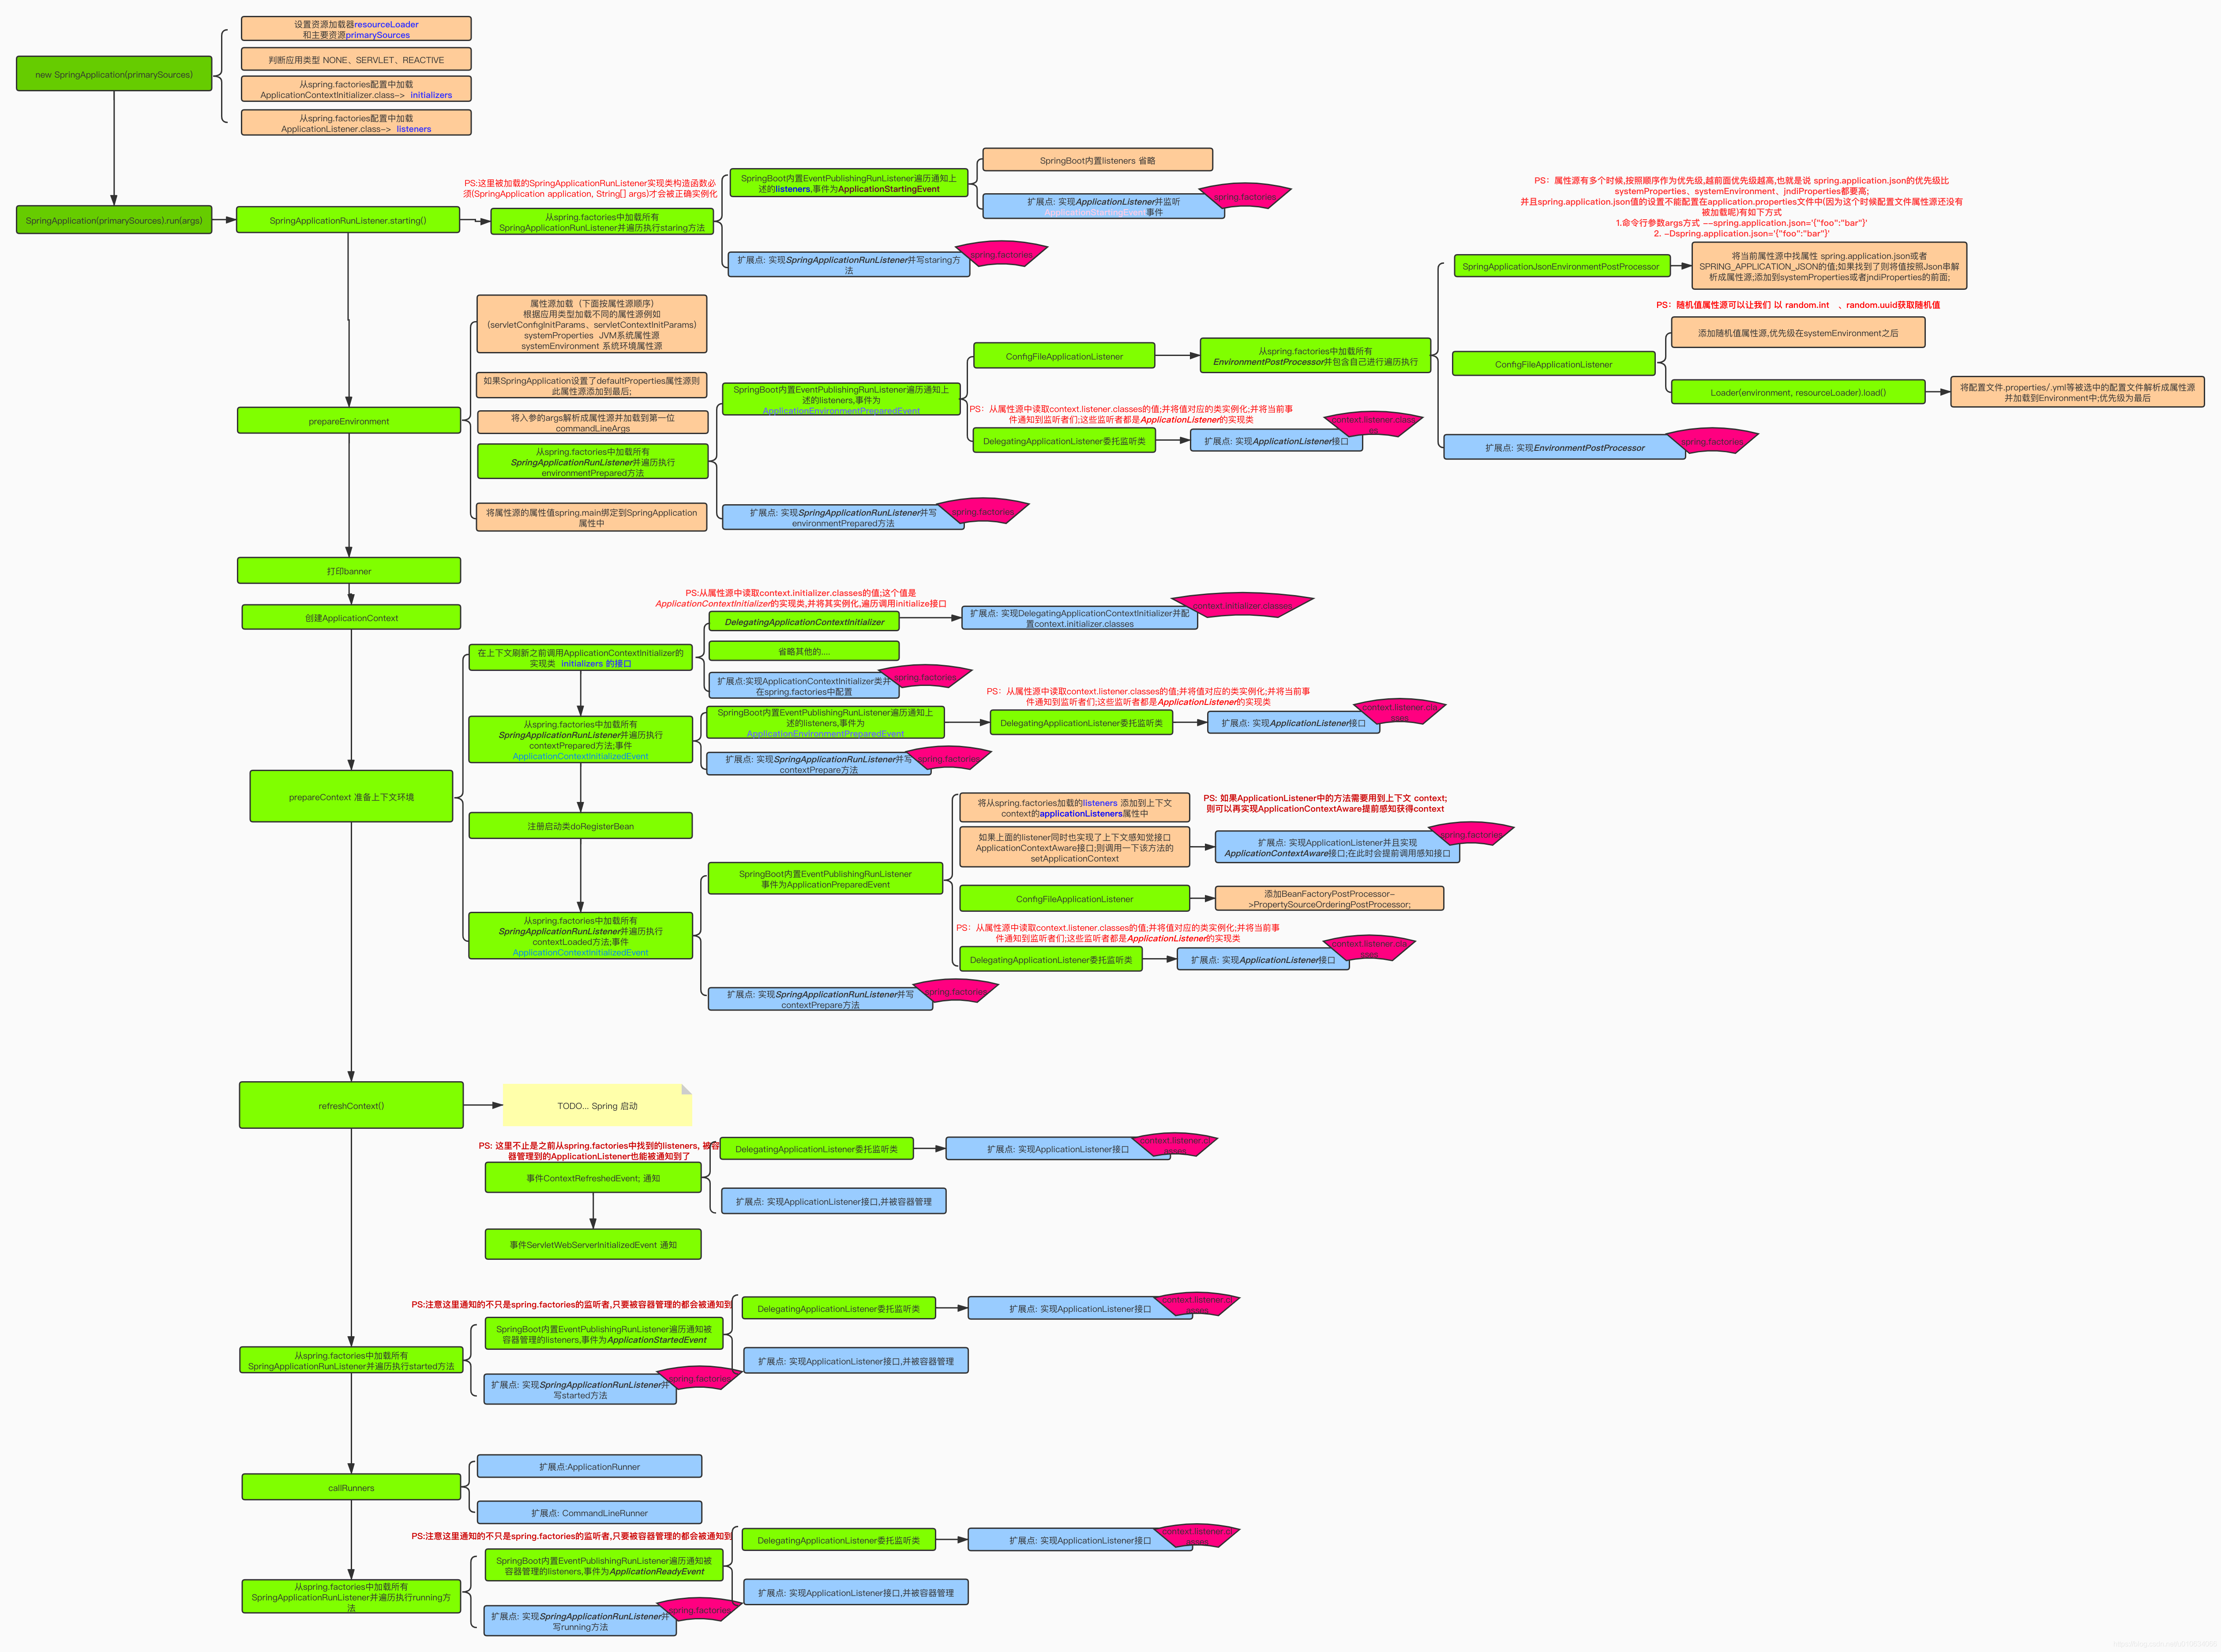 设置资源加载器resourceLoader
和主要资源primarySources
new SpringApplication(primarySources)
判断应用类型 NONE、SERVLET、REACTIVE
从spring.factories配置中加载
ApplicationContextInitializer.class-> initializers
从spring.factories配置中加载
ApplicationListener.class-> listeners
SpringApplication(primarySources).run(args)
SpringApplicationRunListener.starting()
PS:这里被加载的SpringApplicationRunListener实现类构造函数必
须(SpringApplication application, String[] args)才会被正确实例化
从spring.factories中加载所有
SpringApplicationRunListener并遍历执行staring方法
SpringBoot内置EventPublishingRunListener遍历通知上
述的listeners,事件为ApplicationStartingEvent
SpringBoot内置listeners 省略
扩展点: 实现ApplicationListener并监听
ApplicationStartingEvent事件
spring.factories
扩展点: 实现SpringApplicationRunListener并写staring方
法
spring.factories
prepareEnvironment
属性源加载（下面按属性源顺序）
根据应用类型加载不同的属性源例如
(servletConfigInitParams、servletContextInitParams)
systemProperties JVM系统属性源
systemEnvironment 系统环境属性源
如果SpringApplication设置了defaultProperties属性源则
此属性源添加到最后;
将入参的args解析成属性源并加载到第一位
commandLineArgs
从spring.factories中加载所有
SpringApplicationRunListener并遍历执行
environmentPrepared方法
将属性源的属性值spring.main绑定到SpringApplication
属性中
SpringBoot内置EventPublishingRunListener遍历通知上
述的listeners,事件为
ApplicationEnvironmentPreparedEvent
扩展点: 实现SpringApplicationRunListener并写
environmentPrepared方法
spring.factories
ConfigFileApplicationListener
从spring.factories中加载所有
EnvironmentPostProcessor并包含自己进行遍历执行
PS：从属性源中读取context.listener.classes的值;并将值对应的类实例化;并将当前事
件通知到监听者们;这些监听者都是ApplicationListener的实现类
DelegatingApplicationListener委托监听类
扩展点: 实现ApplicationListener接口
context.listener.class
es
PS：属性源有多个时候,按照顺序作为优先级,越前面优先级越高,也就是说 spring.application.json的优先级比
systemProperties、systemEnvironment、jndiProperties都要高;
并且spring.application.json值的设置不能配置在application.properties文件中(因为这个时候配置文件属性源还没有
被加载呢)有如下方式
1.命令行参数args方式 --spring.application.json='{"foo":"bar"}'
2. -Dspring.application.json='{"foo":"bar"}'
SpringApplicationJsonEnvironmentPostProcessor
将当前属性源中找属性 spring.application.json或者
SPRING_APPLICATION_JSON的值;如果找到了则将值按照Json串解
析成属性源;添加到systemProperties或者jndiProperties的前面;
PS：随机值属性源可以让我们 以 random.int 、random.uuid获取随机值
ConfigFileApplicationListener
添加随机值属性源,优先级在systemEnvironment之后
Loader(environment, resourceLoader).load()
将配置文件.properties/.yml等被选中的配置文件解析成属性源
并加载到Environment中;优先级为最后
扩展点: 实现EnvironmentPostProcessor
spring.factories
打印banner
创建ApplicationContext
prepareContext 准备上下文环境
在上下文刷新之前调用ApplicationContextInitializer的
实现类 initializers 的接口
PS:从属性源中读取context.initializer.classes的值;这个值是
ApplicationContextInitializer的实现类,并将其实例化,遍历调用initialize接口
DelegatingApplicationContextInitializer
扩展点: 实现DelegatingApplicationContextInitializer并配
置context.initializer.classes
context.initializer.classes
省略其他的....
扩展点:实现ApplicationContextInitializer类并
在spring.factories中配置
spring.factories
从spring.factories中加载所有
SpringApplicationRunListener并遍历执行
contextPrepared方法;事件
ApplicationContextInitializedEvent
SpringBoot内置EventPublishingRunListener遍历通知上
述的listeners,事件为
ApplicationEnvironmentPreparedEvent
PS：从属性源中读取context.listener.classes的值;并将值对应的类实例化;并将当前事
件通知到监听者们;这些监听者都是ApplicationListener的实现类
DelegatingApplicationListener委托监听类
扩展点: 实现ApplicationListener接口
context.listener.cla
sses
扩展点: 实现SpringApplicationRunListener并写
contextPrepare方法
spring.factories
注册启动类doRegisterBean
从spring.factories中加载所有
SpringApplicationRunListener并遍历执行
contextLoaded方法;事件
ApplicationContextInitializedEvent
SpringBoot内置EventPublishingRunListener
事件为ApplicationPreparedEvent
将从spring.factories加载的listeners 添加到上下文
context的applicationListeners属性中
PS: 如果ApplicationListener中的方法需要用到上下文 context;
则可以再实现ApplicationContextAware提前感知获得context
如果上面的listener同时也实现了上下文感知觉接口
ApplicationContextAware接口;则调用一下该方法的
setApplicationContext
扩展点: 实现ApplicationListener并且实现
ApplicationContextAware接口;在此时会提前调用感知接口
spring.factories
ConfigFileApplicationListener
添加BeanFactoryPostProcessor-
>PropertySourceOrderingPostProcessor;
PS：从属性源中读取context.listener.classes的值;并将值对应的类实例化;并将当前事
件通知到监听者们;这些监听者都是ApplicationListener的实现类
DelegatingApplicationListener委托监听类
扩展点: 实现ApplicationListener接口
context.listener.cla
sses
扩展点: 实现SpringApplicationRunListener并写
contextPrepare方法
spring.factories
refreshContext()
TODO... Spring 启动
PS: 这里不止是之前从spring.factories中找到的listeners, 被容
器管理到的ApplicationListener也能被通知到了
事件ContextRefreshedEvent; 通知
DelegatingApplicationListener委托监听类
扩展点: 实现ApplicationListener接口
context.listener.cl
asses
扩展点: 实现ApplicationListener接口,并被容器管理
事件ServletWebServerInitializedEvent 通知
PS:注意这里通知的不只是spring.factories的监听者,只要被容器管理的都会被通知到
从spring.factories中加载所有
SpringApplicationRunListener并遍历执行started方法
SpringBoot内置EventPublishingRunListener遍历通知被
容器管理的listeners,事件为ApplicationStartedEvent
DelegatingApplicationListener委托监听类
扩展点: 实现ApplicationListener接口
context.listener.cl
asses
扩展点: 实现ApplicationListener接口,并被容器管理
扩展点: 实现SpringApplicationRunListener并
写started方法
spring.factories
callRunners
扩展点:ApplicationRunner
扩展点: CommandLineRunner
PS:注意这里通知的不只是spring.factories的监听者,只要被容器管理的都会被通知到
从spring.factories中加载所有
SpringApplicationRunListener并遍历执行running方
法
SpringBoot内置EventPublishingRunListener遍历通知被
容器管理的listeners,事件为ApplicationReadyEvent
DelegatingApplicationListener委托监听类
扩展点: 实现ApplicationListener接口
context.listener.cl
asses
扩展点: 实现ApplicationListener接口,并被容器管理
扩展点: 实现SpringApplicationRunListener并
写running方法
spring.factories